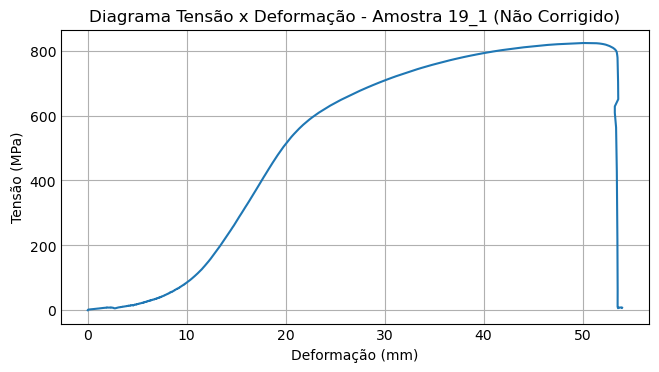 Diagrama Tensão x Deformação - Amostra 19_1 (Não Corrigido)
Tensão (MPa)
800
600
400
200
0
0 10 20 30 40 50
Deformação (mm)